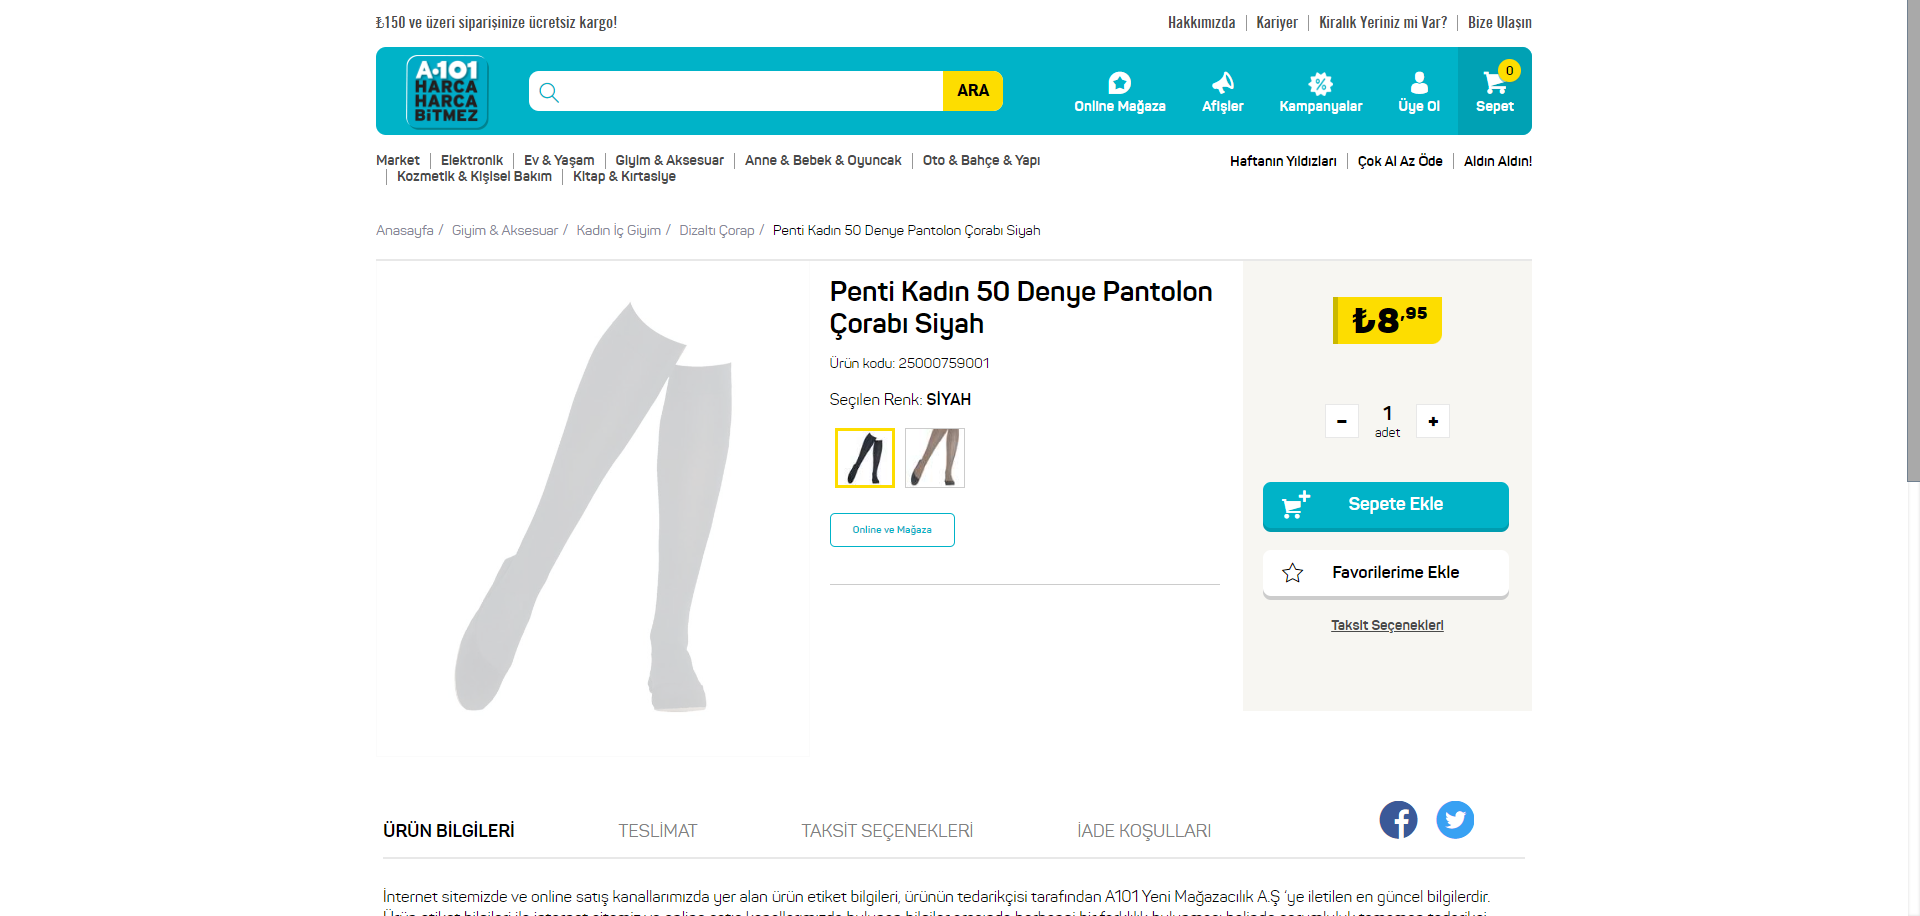 ₺150 ve üzeri siparişinize ücretsiz kargo!
Hakkımızda
Kariyer
Kiralık Yeriniz mi Var?
Bize Ulaşın
A101
HARCA
HARCA
BiTMEZ
ARA
Online Mağaza
Afişler
Kampanyalar
Üye Ol
0
Sepet
Market
Elektronik
Ev & Yaşam
Giyim & Aksesuar
Anne & Bebek & Oyuncak
Oto & Bahçe & Yapı
Kozmetik & Kişisel Bakım
Kitap & Kırtasiye
Haftanın Yıldızları
Çok Al Az Öde
Aldın Aldın!
Anasayfa / Giyim & Aksesuar / Kadın İç Giyim / Dizaltı Çorap / Penti Kadın 50 Denye Pantolon Çorabı Siyah
Penti Kadın 50 Denye Pantolon
Çorabı Siyah
Ürün kodu: 25000759001
Seçilen Renk: SİYAH
Online ve Mağaza
₺8,95
-
1
adet
+
Sepete Ekle
Favorilerime Ekle
Taksit Seçenekleri
ÜRÜN BİLGİLERİ
TESLİMAT
TAKSİT SEÇENEKLERİ
İADE KOŞULLARI
İnternet sitemizde ve online satış kanallarımızda yer alan ürün etiket bilgileri, ürünün tedarikçisi tarafından A101 Yeni Mağazacılık A.Ş 'ye iletilen en güncel bilgilerdir.